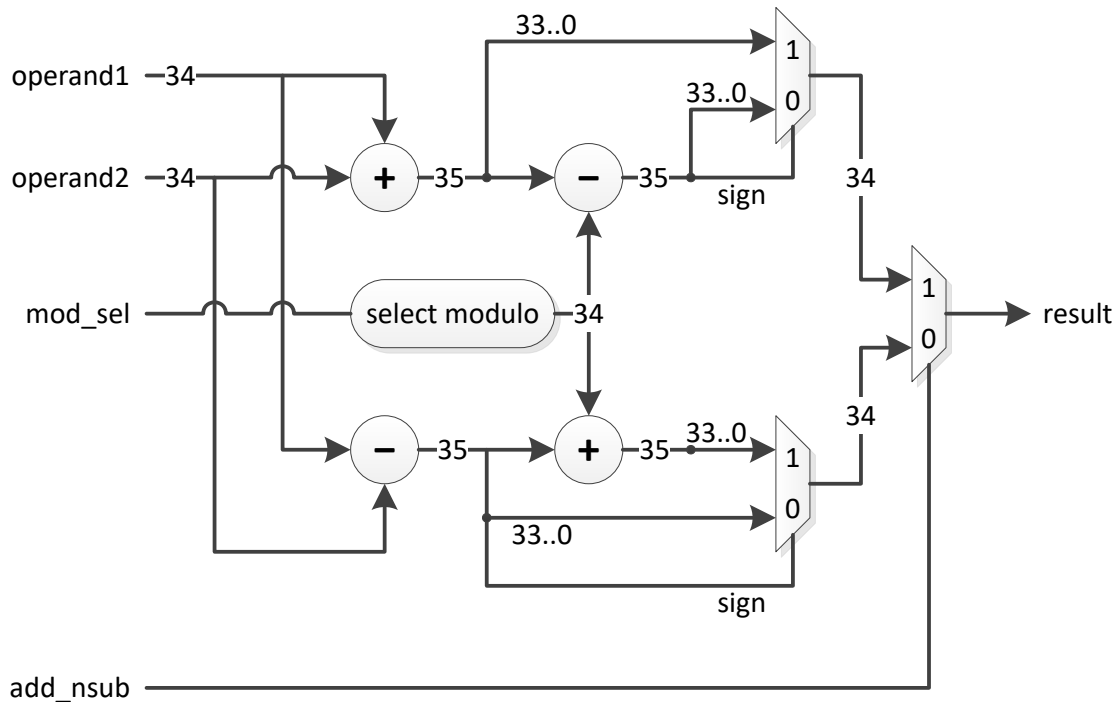 33..0
1
operand1
34
33..0
0
operand2
34
+
35
−
35
sign
34
mod_sel
select modulo
34
1
0
result
−
35
+
35
33..0
1
34
33..0
0
sign
add_nsub